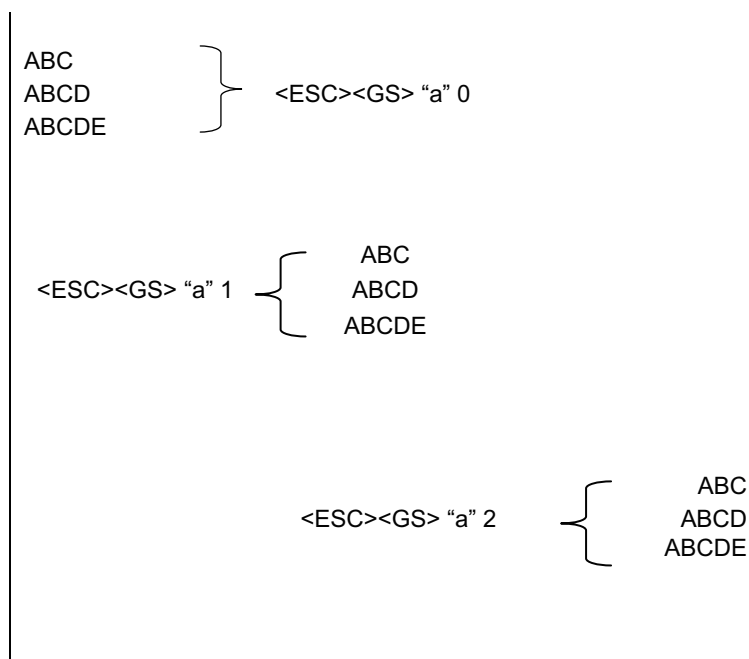 ABC
ABCD
ABCDE
<ESC><GS> “a” 0
<ESC><GS> “a” 1
ABC
ABCD
ABCDE
<ESC><GS> “a” 2
ABC
ABCD
ABCDE